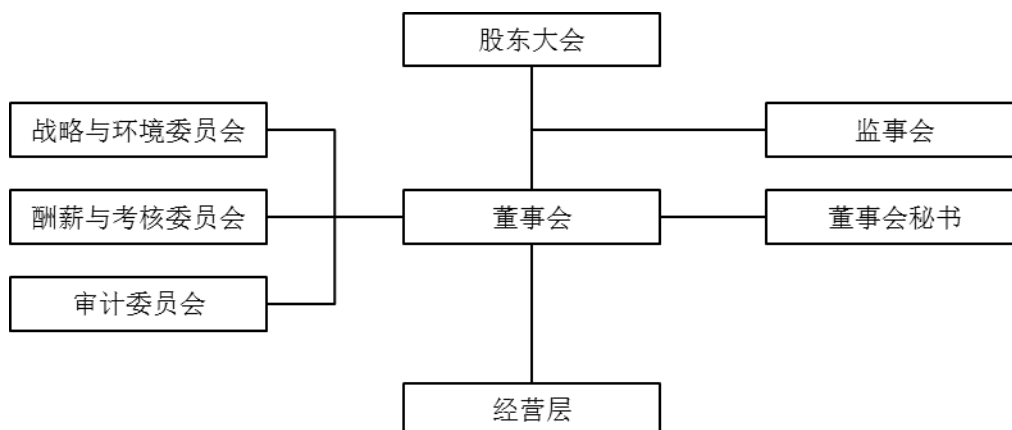 股东大会
战略与环境委员会
监事会
酬薪与考核委员会
董事会
董事会秘书
审计委员会
经营层